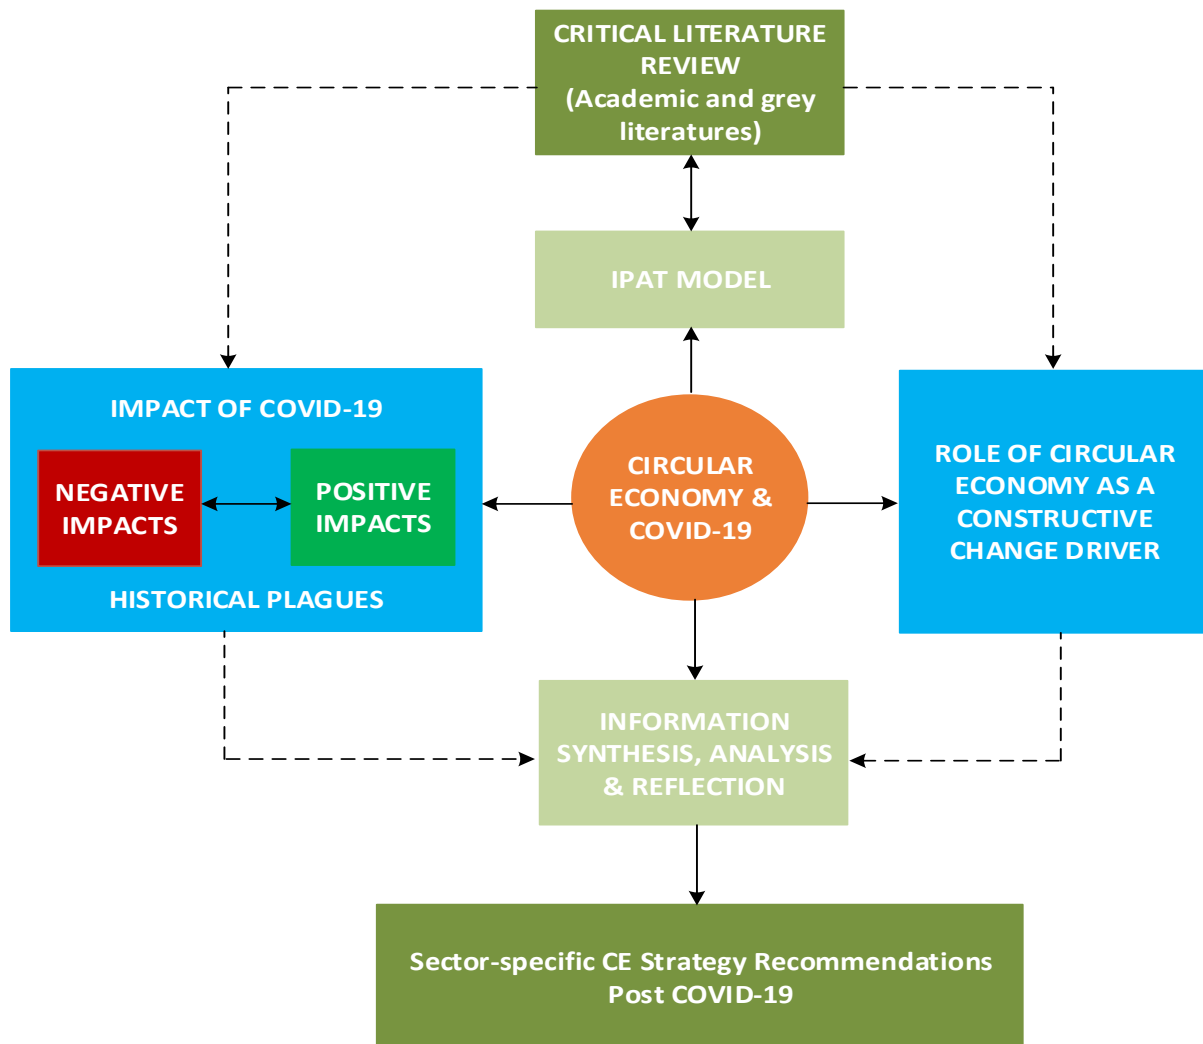 CRITICAL LITERATURE
REVIEW
(Academic and grey
literatures)
IPAT MODEL
IMPACT OF COVID-19
NEGATIVE
IMPACTS
POSITIVE
IMPACTS
HISTORICAL PLAGUES
CIRCULAR
ECONOMY &
COVID-19
ROLE OF CIRCULAR
ECONOMY AS A
CONSTRUCTIVE
CHANGE DRIVER
INFORMATION
SYNTHESIS, ANALYSIS
& REFLECTION
Sector-specific CE Strategy Recommendations
Post COVID-19